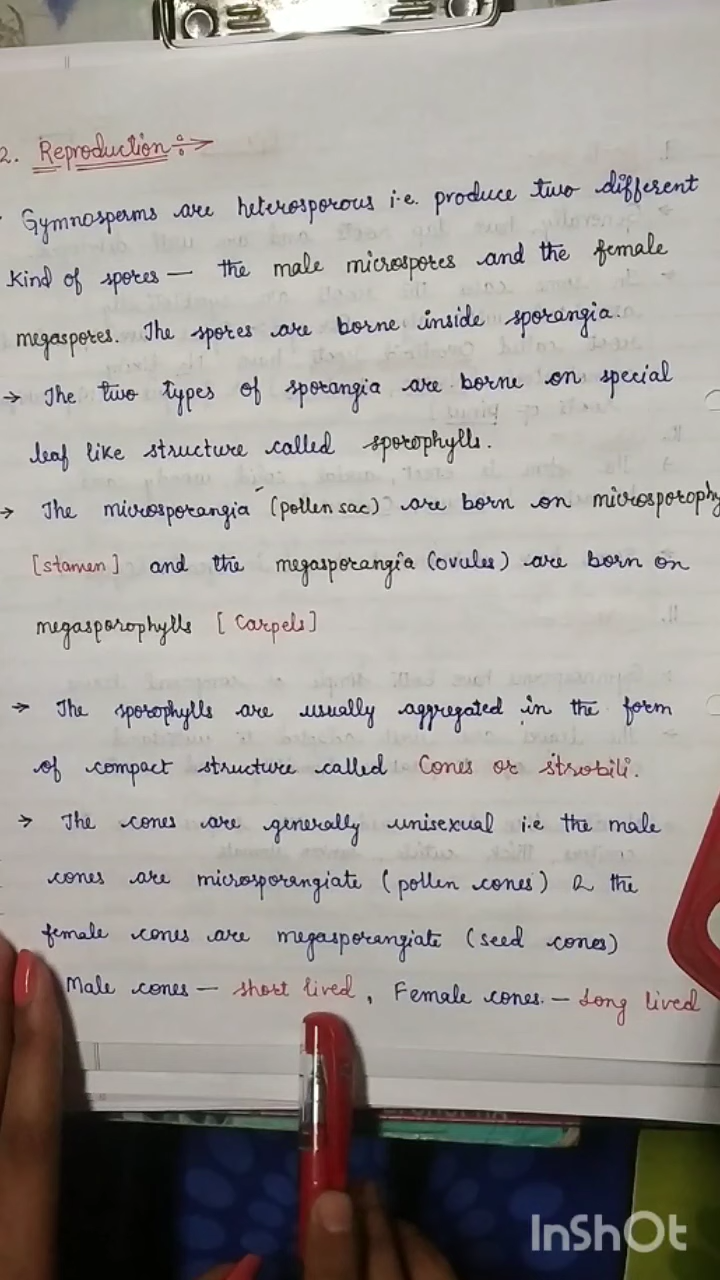 2. Reproduction ÷→
Gymnosperms are heterosporous i.e. produce two different
kind of spores — the male microspores and the female
megaspores. The spores are borne inside sporangia.
→ The two types of sporangia are borne on special
leaf like structure called sporophylls.
→ The microsporangia (pollen sac) are born on microsporophy
[stamen] and the megasporangia (ovules) are born on
megasporophylls [Carpels]
→ The sporophylls are usually aggregated in the form
of compact structure called Cones or strobili.
→ The cones are generally unisexual i.e the male
cones are microsporangiate (pollen cones) & the
female cones are megasporangiate (seed cones)
Male cones — short lived, Female cones. — Long lived
InShOt